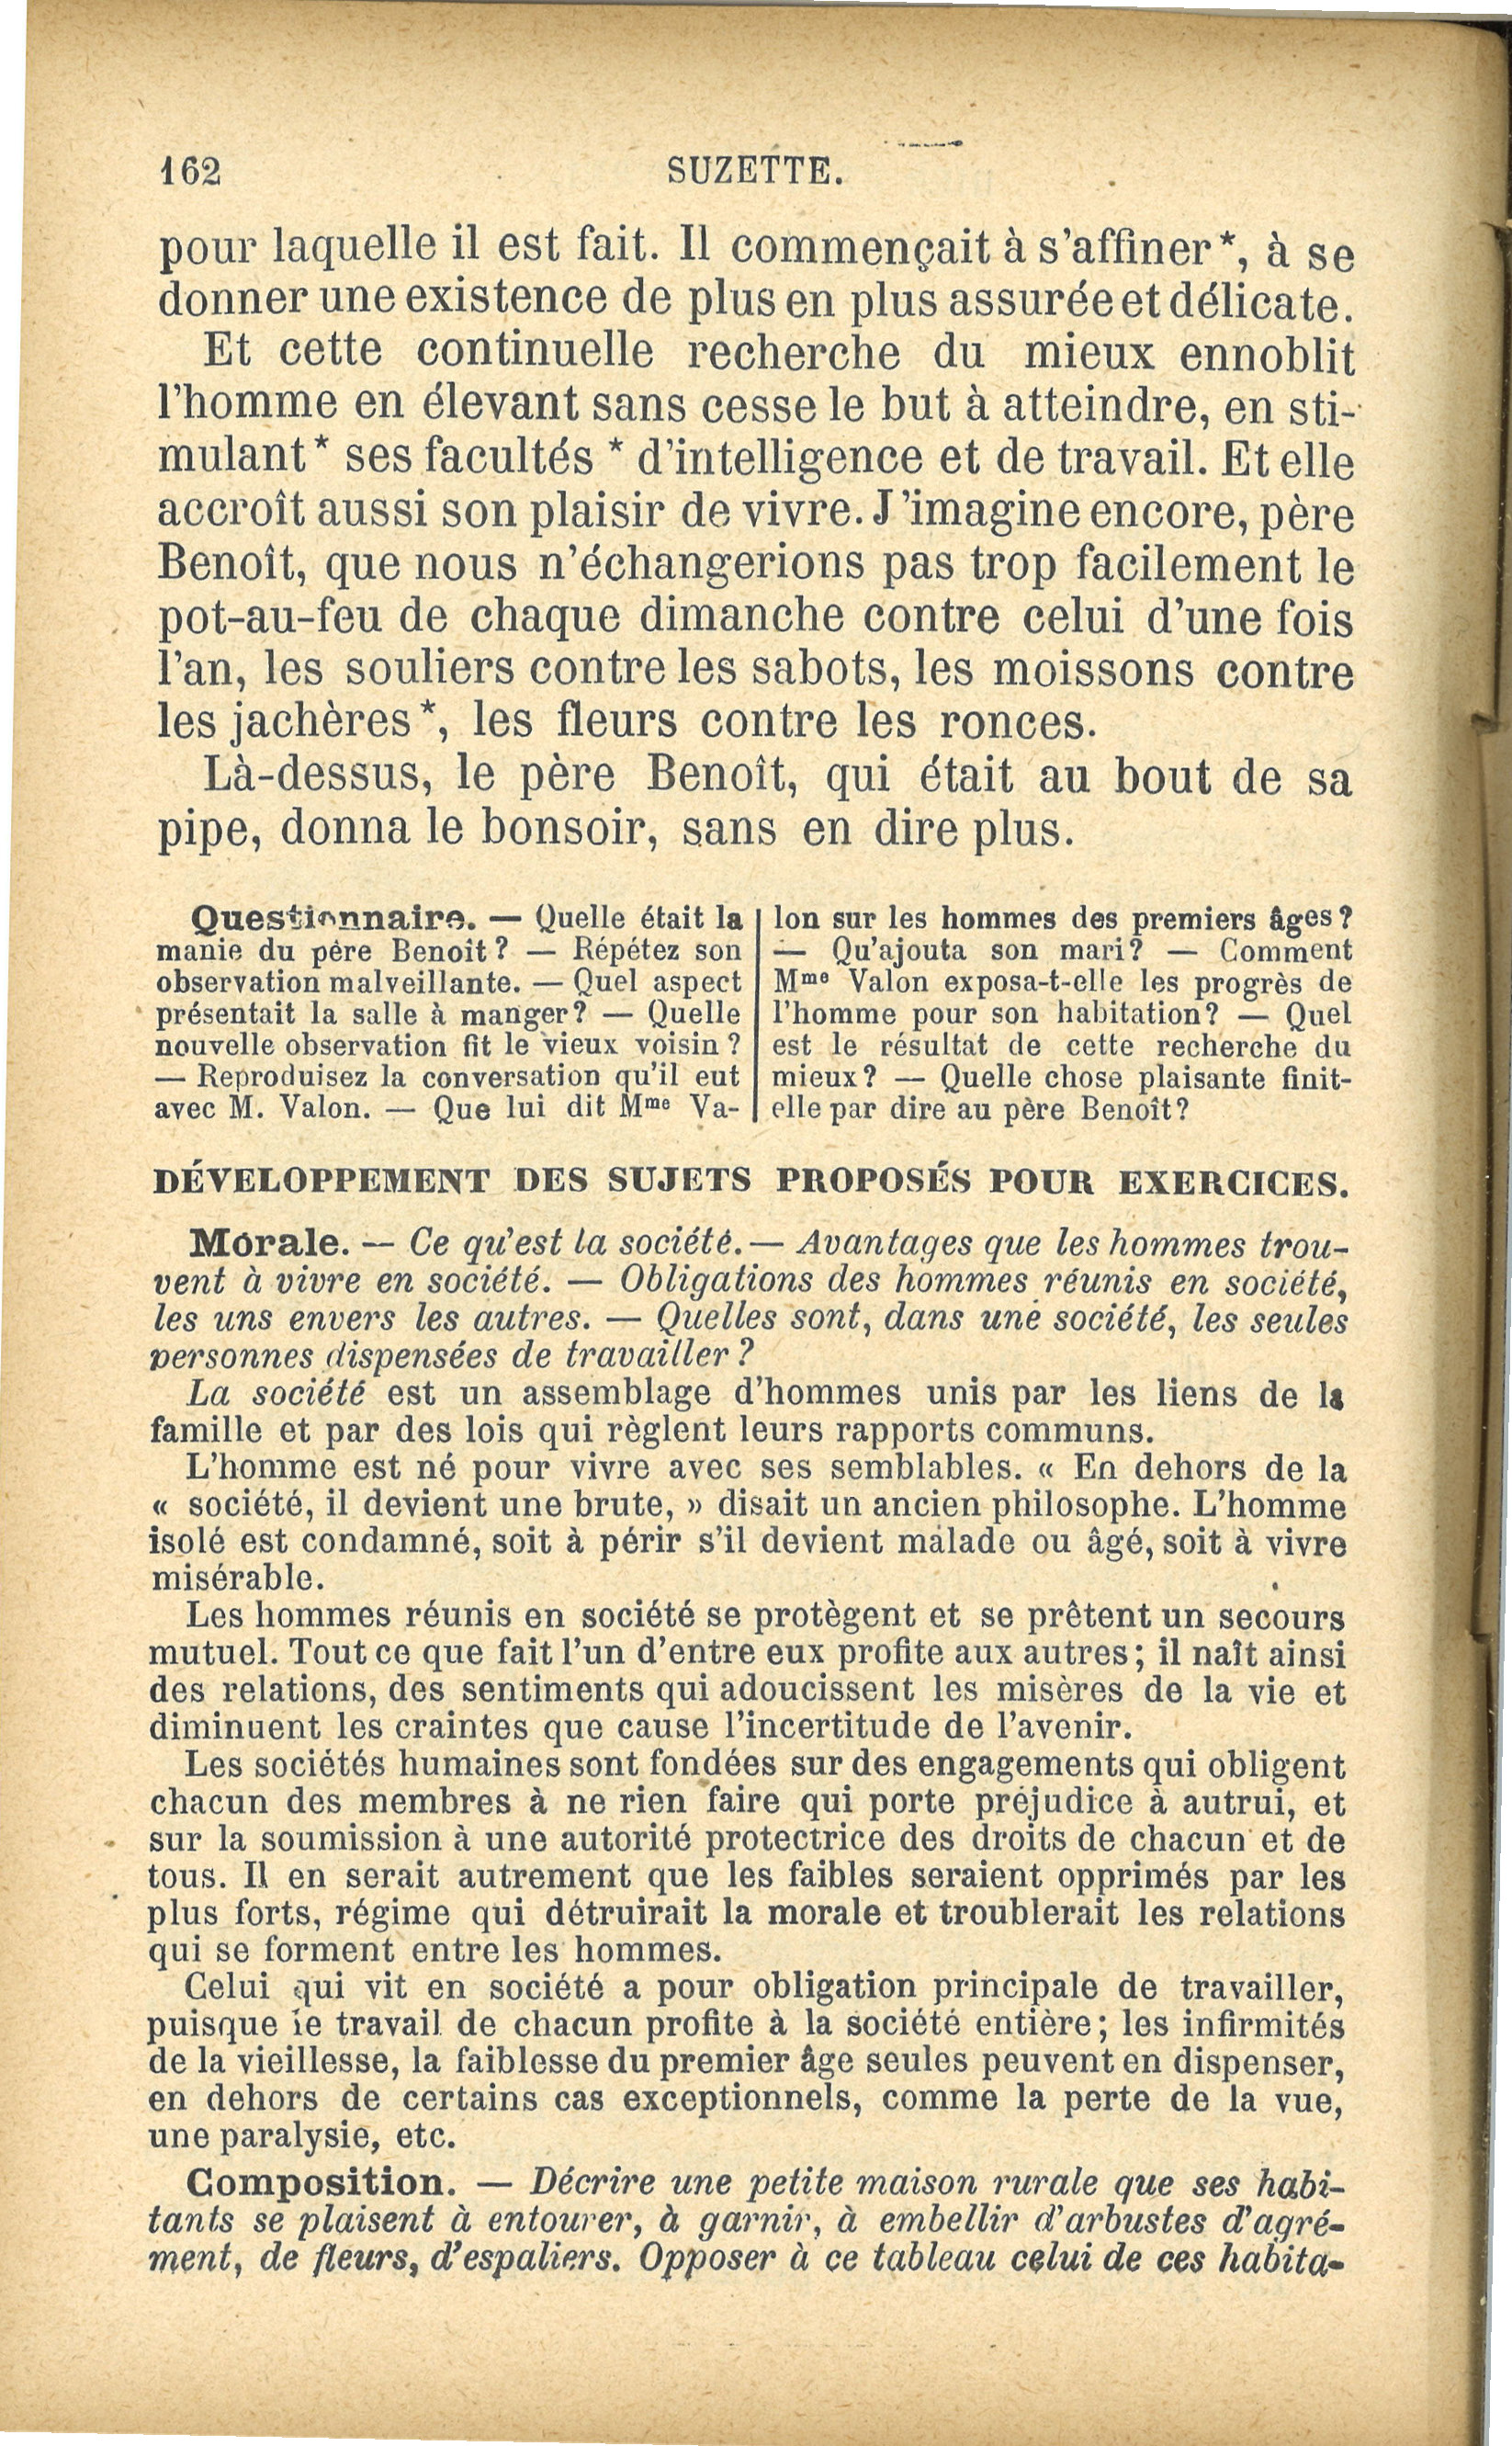 162
SUZETTE.
pour laquelle il est fait. Il commençait à s'affiner*, à se
donner une existence de plus en plus assurée et délicate.
Et cette continuelle recherche du mieux ennoblit
l'homme en élevant sans cesse le but à atteindre, en sti-
mulant* ses facultés * d'intelligence et de travail. Et elle
accroît aussi son plaisir de vivre. J'imagine encore, père
Benoît, que nous n'échangerions pas trop facilement le
pot-au-feu de chaque dimanche contre celui d'une fois
l'an, les souliers contre les sabots, les moissons contre
les jachères*, les fleurs contre les ronces.
Là-dessus, le père Benoît, qui était au bout de sa
pipe, donna le bonsoir, sans en dire plus.
Questionnaire. — Quelle était la
manie du père Benoît ? — Répétez son
observation malveillante. — Quel aspect
présentait la salle à manger ? — Quelle
nouvelle observation fit le vieux voisin ?
— Reproduisez la conversation qu'il eut
avec M. Valon. — Que lui dit Mme Va-
lon sur les hommes des premiers âges ?
— Qu'ajouta son mari ? — Comment
Mme Valon exposa-t-elle les progrès de
l'homme pour son habitation ? — Quel
est le résultat de cette recherche du
mieux ? — Quelle chose plaisante finit-
elle par dire au père Benoît ?
DÉVELOPPEMENT DES SUJETS PROPOSÉS POUR EXERCICES.
Morale. — Ce qu'est la société. — Avantages que les hommes trou-
vent à vivre en société. — Obligations des hommes réunis en société,
les uns envers les autres. — Quelles sont, dans une société, les seules
personnes dispensées de travailler ?
La société est un assemblage d'hommes unis par les liens de la
famille et par des lois qui règlent leurs rapports communs.
L'homme est né pour vivre avec ses semblables. « En dehors de la
« société, il devient une brute, » disait un ancien philosophe. L'homme
isolé est condamné, soit à périr s'il devient malade ou âgé, soit à vivre
misérable.
Les hommes réunis en société se protègent et se prêtent un secours
mutuel. Tout ce que fait l'un d'entre eux profite aux autres ; il naît ainsi
des relations, des sentiments qui adoucissent les misères de la vie et
diminuent les craintes que cause l'incertitude de l'avenir.
Les sociétés humaines sont fondées sur des engagements qui obligent
chacun des membres à ne rien faire qui porte préjudice à autrui, et
sur la soumission à une autorité protectrice des droits de chacun et de
tous. Il en serait autrement que les faibles seraient opprimés par les
plus forts, régime qui détruirait la morale et troublerait les relations
qui se forment entre les hommes.
Celui qui vit en société a pour obligation principale de travailler,
puisque le travail de chacun profite à la société entière ; les infirmités
de la vieillesse, la faiblesse du premier âge seules peuvent en dispenser,
en dehors de certains cas exceptionnels, comme la perte de la vue,
une paralysie, etc.
Composition. — Décrire une petite maison rurale que ses habi-
tants se plaisent à entourer, à garnir, à embellir d'arbustes d'agré-
ment, de fleurs, d'espaliers. Opposer à ce tableau celui de ces habita-